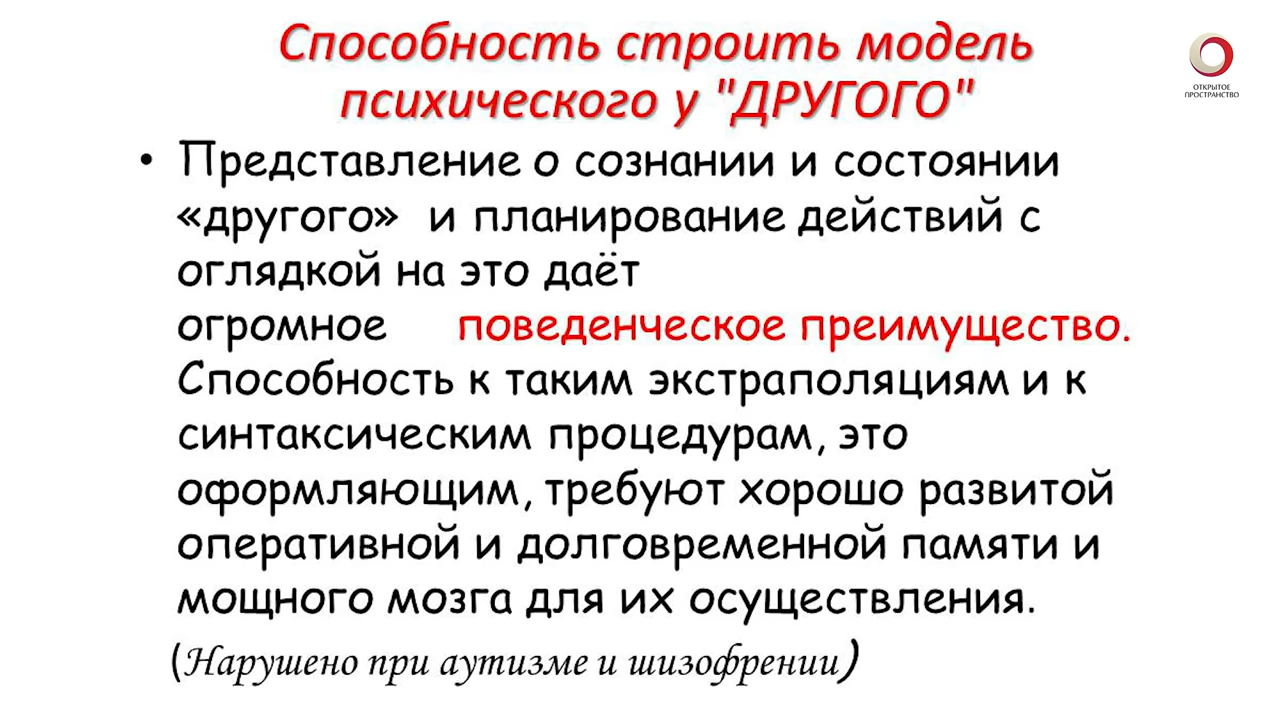 Способность строить модель
психического у "ДРУГОГО"
ОТКРЫТОЕ
ПРОСТРАНСТВО
• Представление о сознании и состоянии
«другого» и планирование действий с
оглядкой на это даёт
огромное поведенческое преимущество.
Способность к таким экстраполяциям и к
синтаксическим процедурам, это
оформляющим, требуют хорошо развитой
оперативной и долговременной памяти и
мощного мозга для их осуществления.
(Нарушено при аутизме и шизофрении)